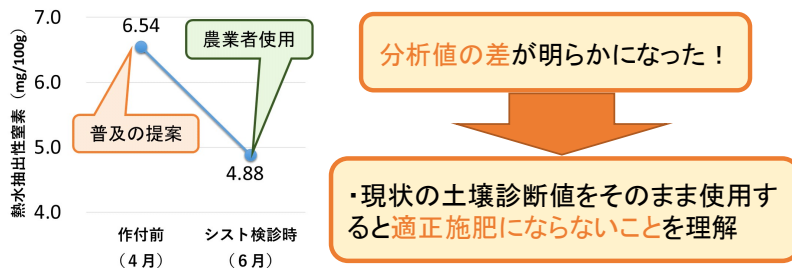 熱水抽出性窒素（mg/100g）
7.0
6.0
5.0
4.0
6.54
4.88
普及の提案
農業者使用
作付前
（４月）
シスト検診時
（６月）
分析値の差が明らかになった！
・現状の土壌診断値をそのまま使用す
ると適正施肥にならないことを理解